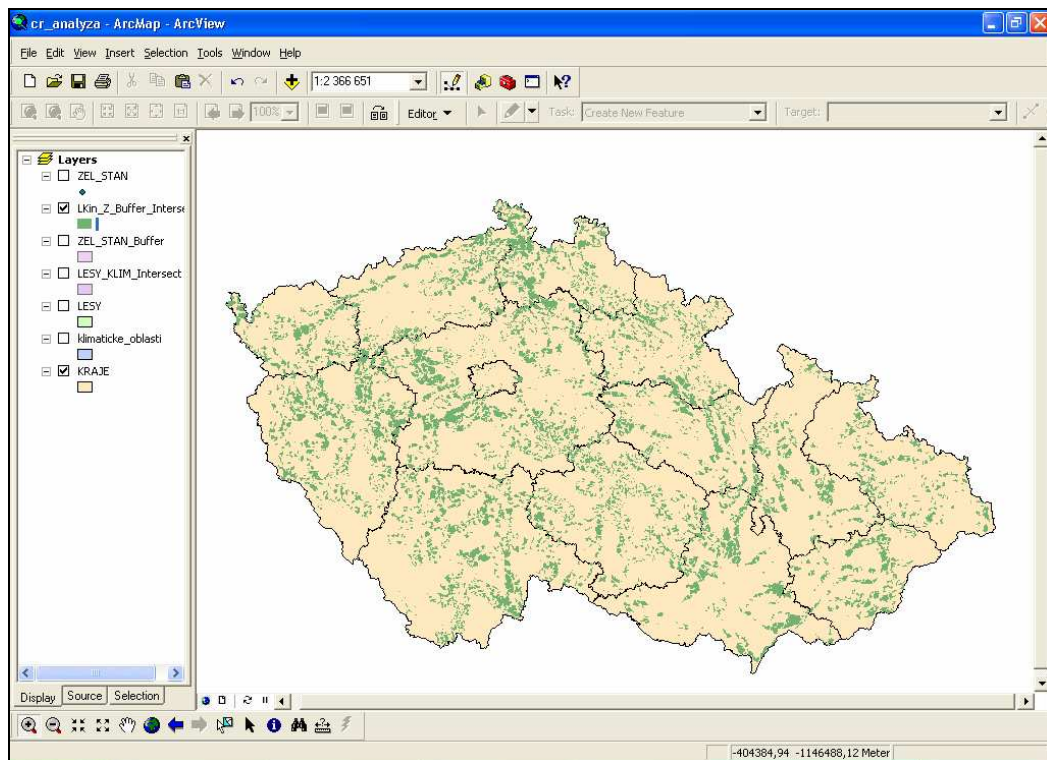 cr_analyza - ArcMap - ArcView
File Edit View Insert Selection Tools Window Help
1:2 366 651
100% Editor Task: Create New Feature Target:
Layers
ZEL_STAN
LKin_Z_Buffer_Interse
ZEL_STAN_Buffer
LESY_KLIM_Intersect
LESY
klimaticke_oblasti
KRAJE
Display Source Selection
-404384,94 -1146488,12 Meter